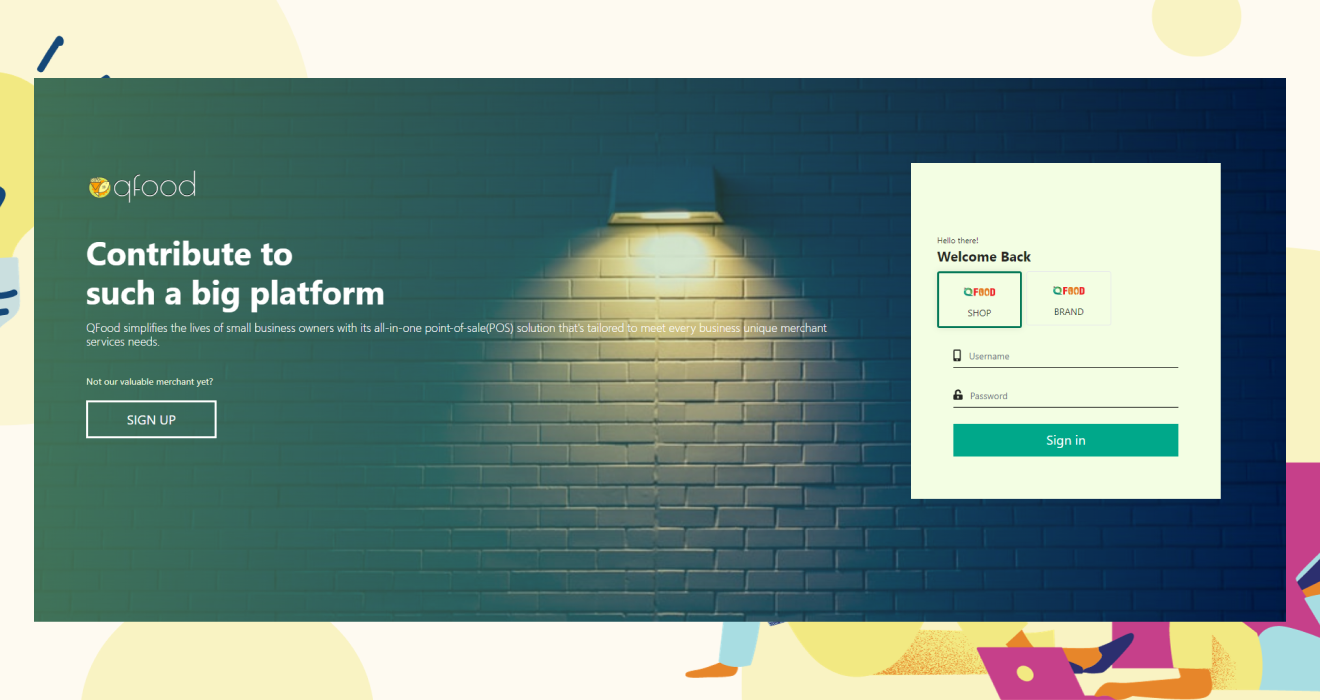 qfood
Contribute to
such a big platform
QFood simplifies the lives of small business owners with its all-in-one point-of-sale(POS) solution that's tailored to meet every business unique merchant
services needs.
Not our valuable merchant yet?
SIGN UP
Hello there!
Welcome Back
QFOOD
SHOP
QFOOD
BRAND
Username
Password
Sign in